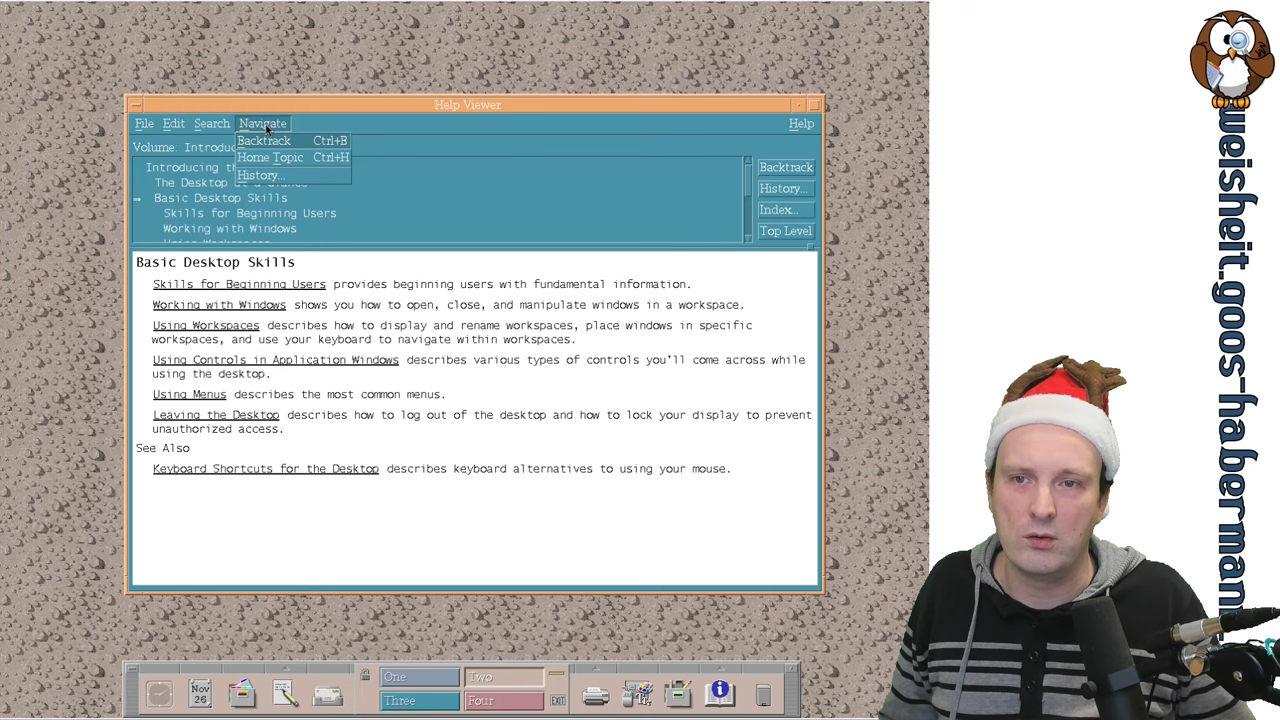 Help Viewer
File Edit Search Navigate Help
Backtrack Ctrl+B
Home Topic Ctrl+H
History...
Volume: Introduc
Introducing th
The Desktop at a Glance
Basic Desktop Skills
Skills for Beginning Users
Working with Windows
Using Workspaces
Backtrack
History...
Index...
Top Level
Basic Desktop Skills
Skills for Beginning Users provides beginning users with fundamental information.
Working with Windows shows you how to open, close, and manipulate windows in a workspace.
Using Workspaces describes how to display and rename workspaces, place windows in specific
workspaces, and use your keyboard to navigate within workspaces.
Using Controls in Application Windows describes various types of controls you'll come across while
using the desktop.
Using Menus describes the most common menus.
Leaving the Desktop describes how to log out of the desktop and how to lock your display to prevent
unauthorized access.
See Also
Keyboard Shortcuts for the Desktop describes keyboard alternatives to using your mouse.
Nov
26
One
Two
Three
Four
EXIT
weisheit.goos-habermann